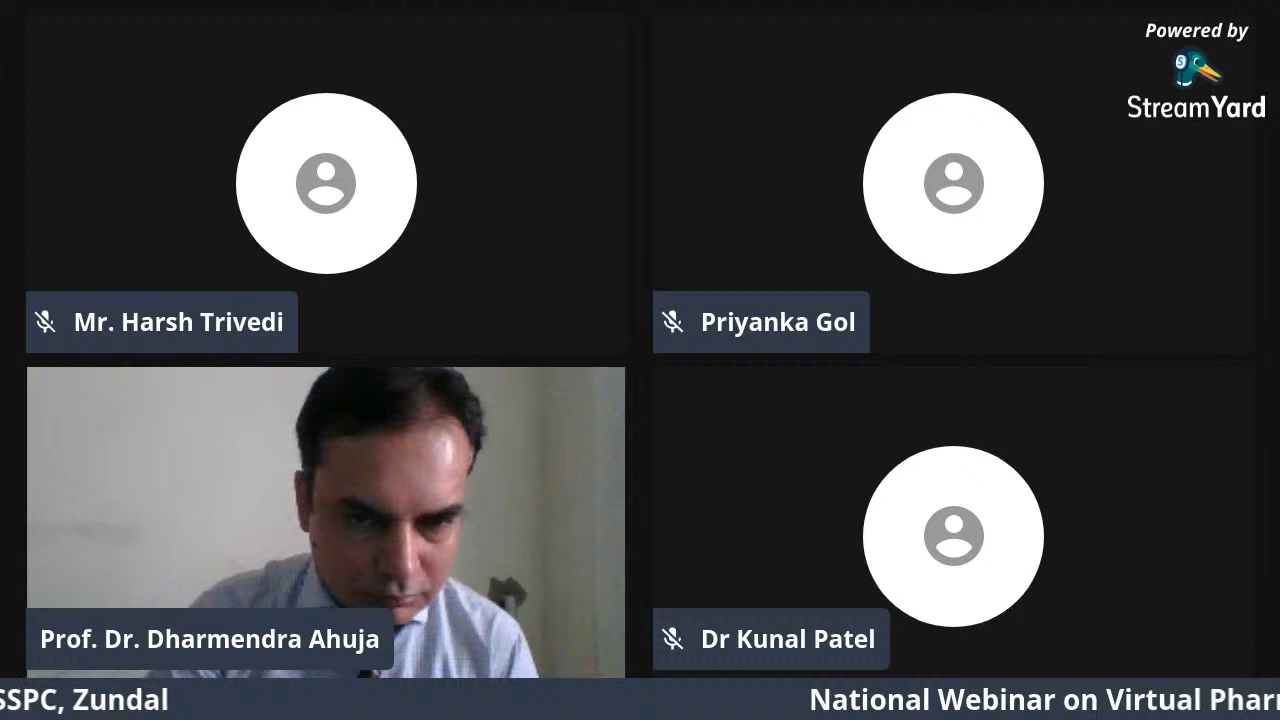 Powered by
StreamYard
Mr. Harsh Trivedi
Priyanka Gol
Prof. Dr. Dharmendra Ahuja
Dr Kunal Patel
SSPC, Zundal
National Webinar on Virtual Phar